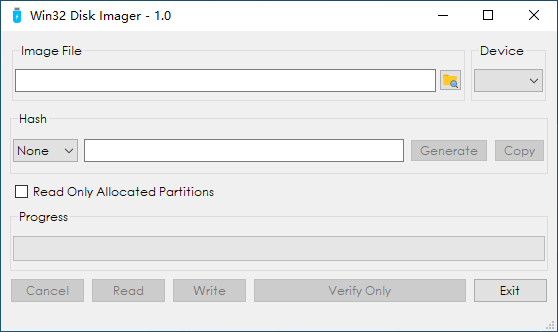 Win32 Disk Imager - 1.0
Image File
Device
Hash
None
Generate
Copy
Read Only Allocated Partitions
Progress
Cancel
Read
Write
Verify Only
Exit